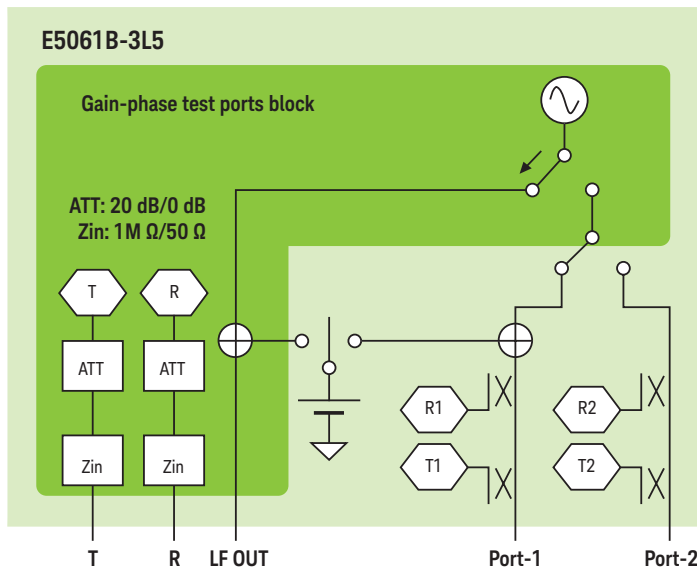 E5061B-3L5
Gain-phase test ports block
ATT: 20 dB/0 dB
Zin: 1M Ω/50 Ω
T
R
ATT
ATT
R1
R2
Zin
Zin
T1
T2
T
R
LF OUT
Port-1
Port-2